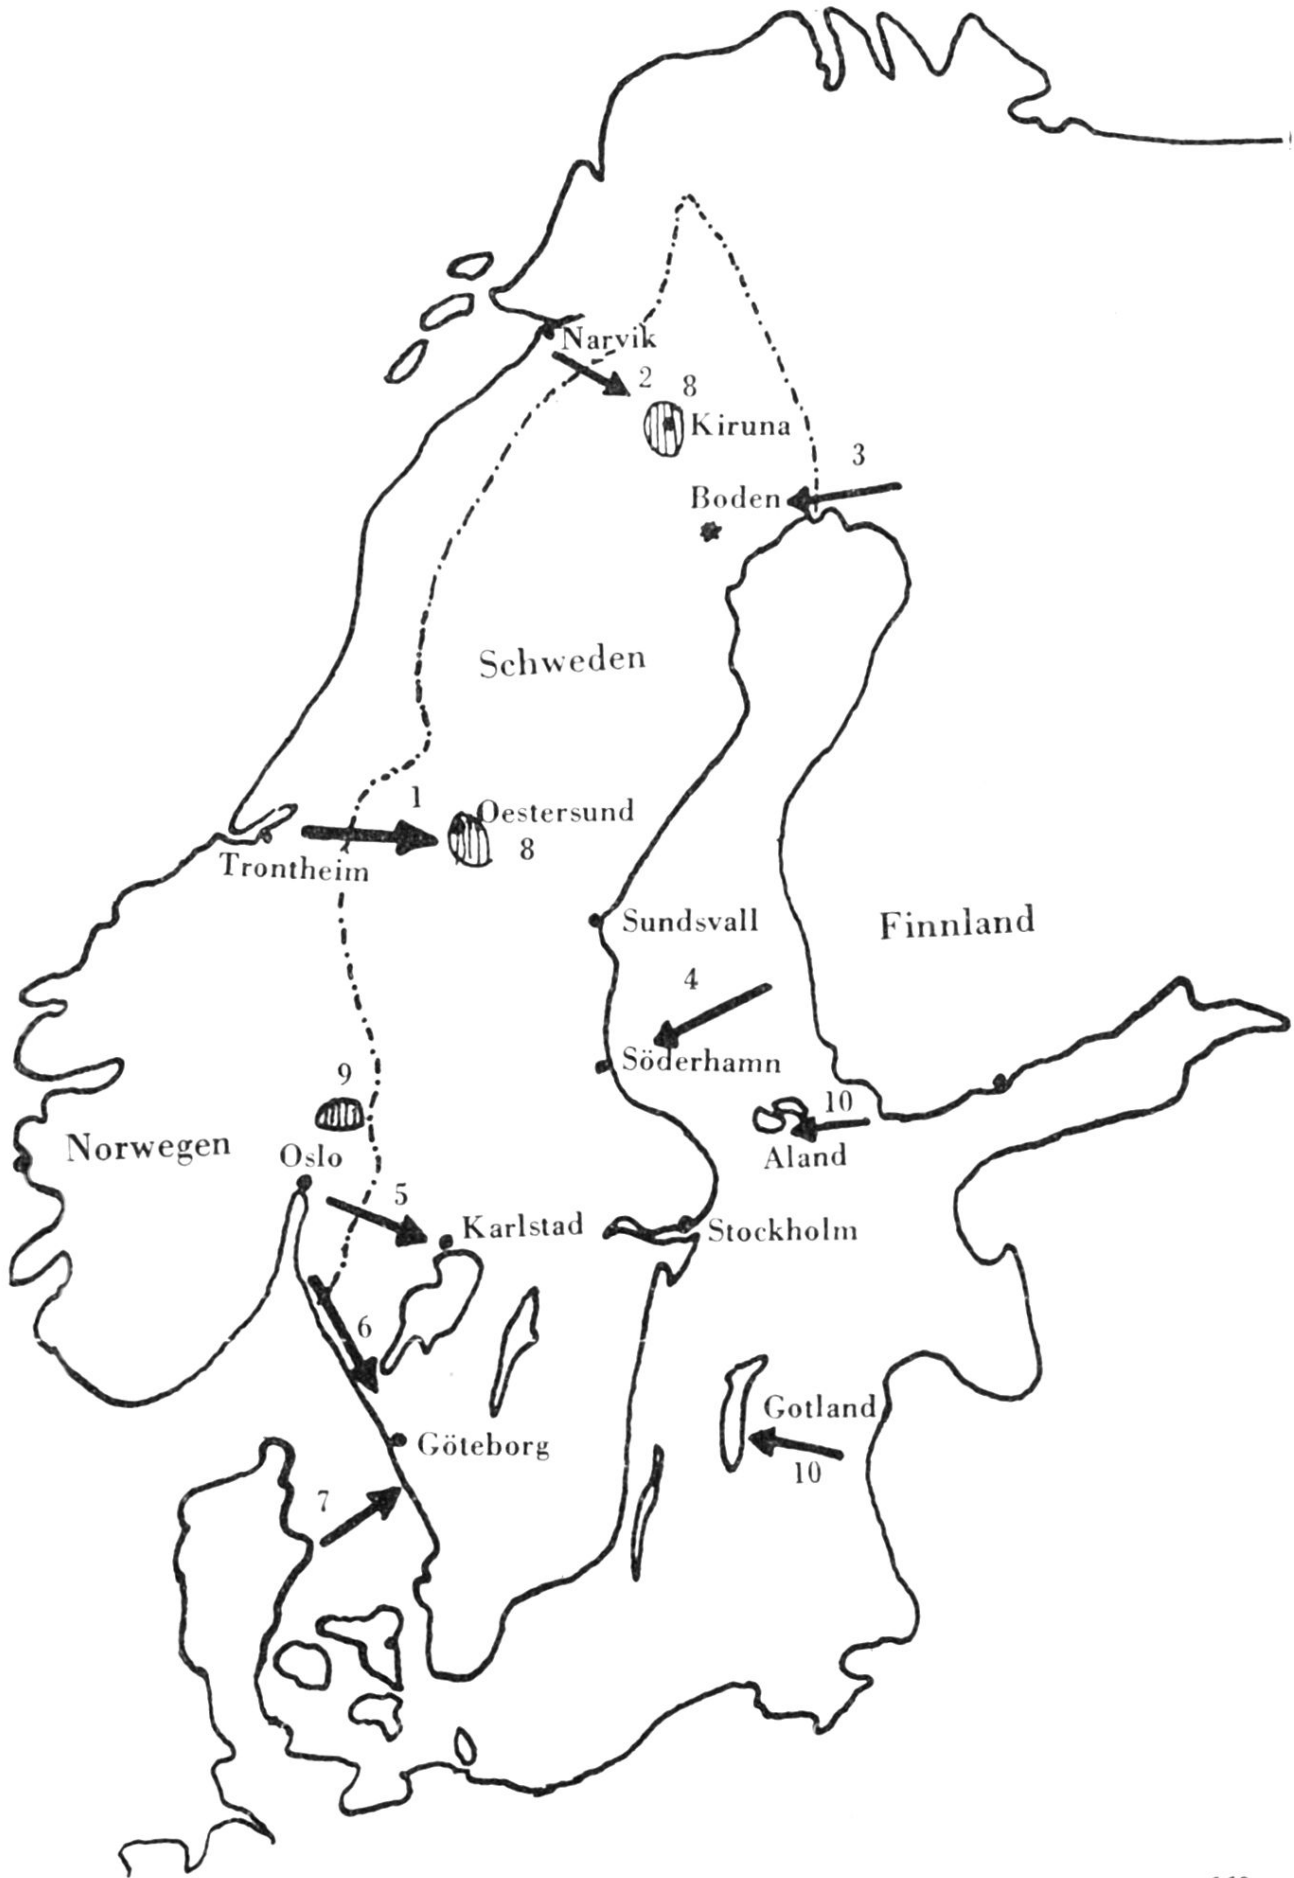 Narvik
2
8
Kiruna
3
Boden
Schweden
1
Oestersund
8
Trontheim
Sundsvall
Finnland
4
Söderhamn
9
10
Norwegen
Oslo
Aland
5
Karlstad
Stockholm
6
Gotland
Göteborg
10
7